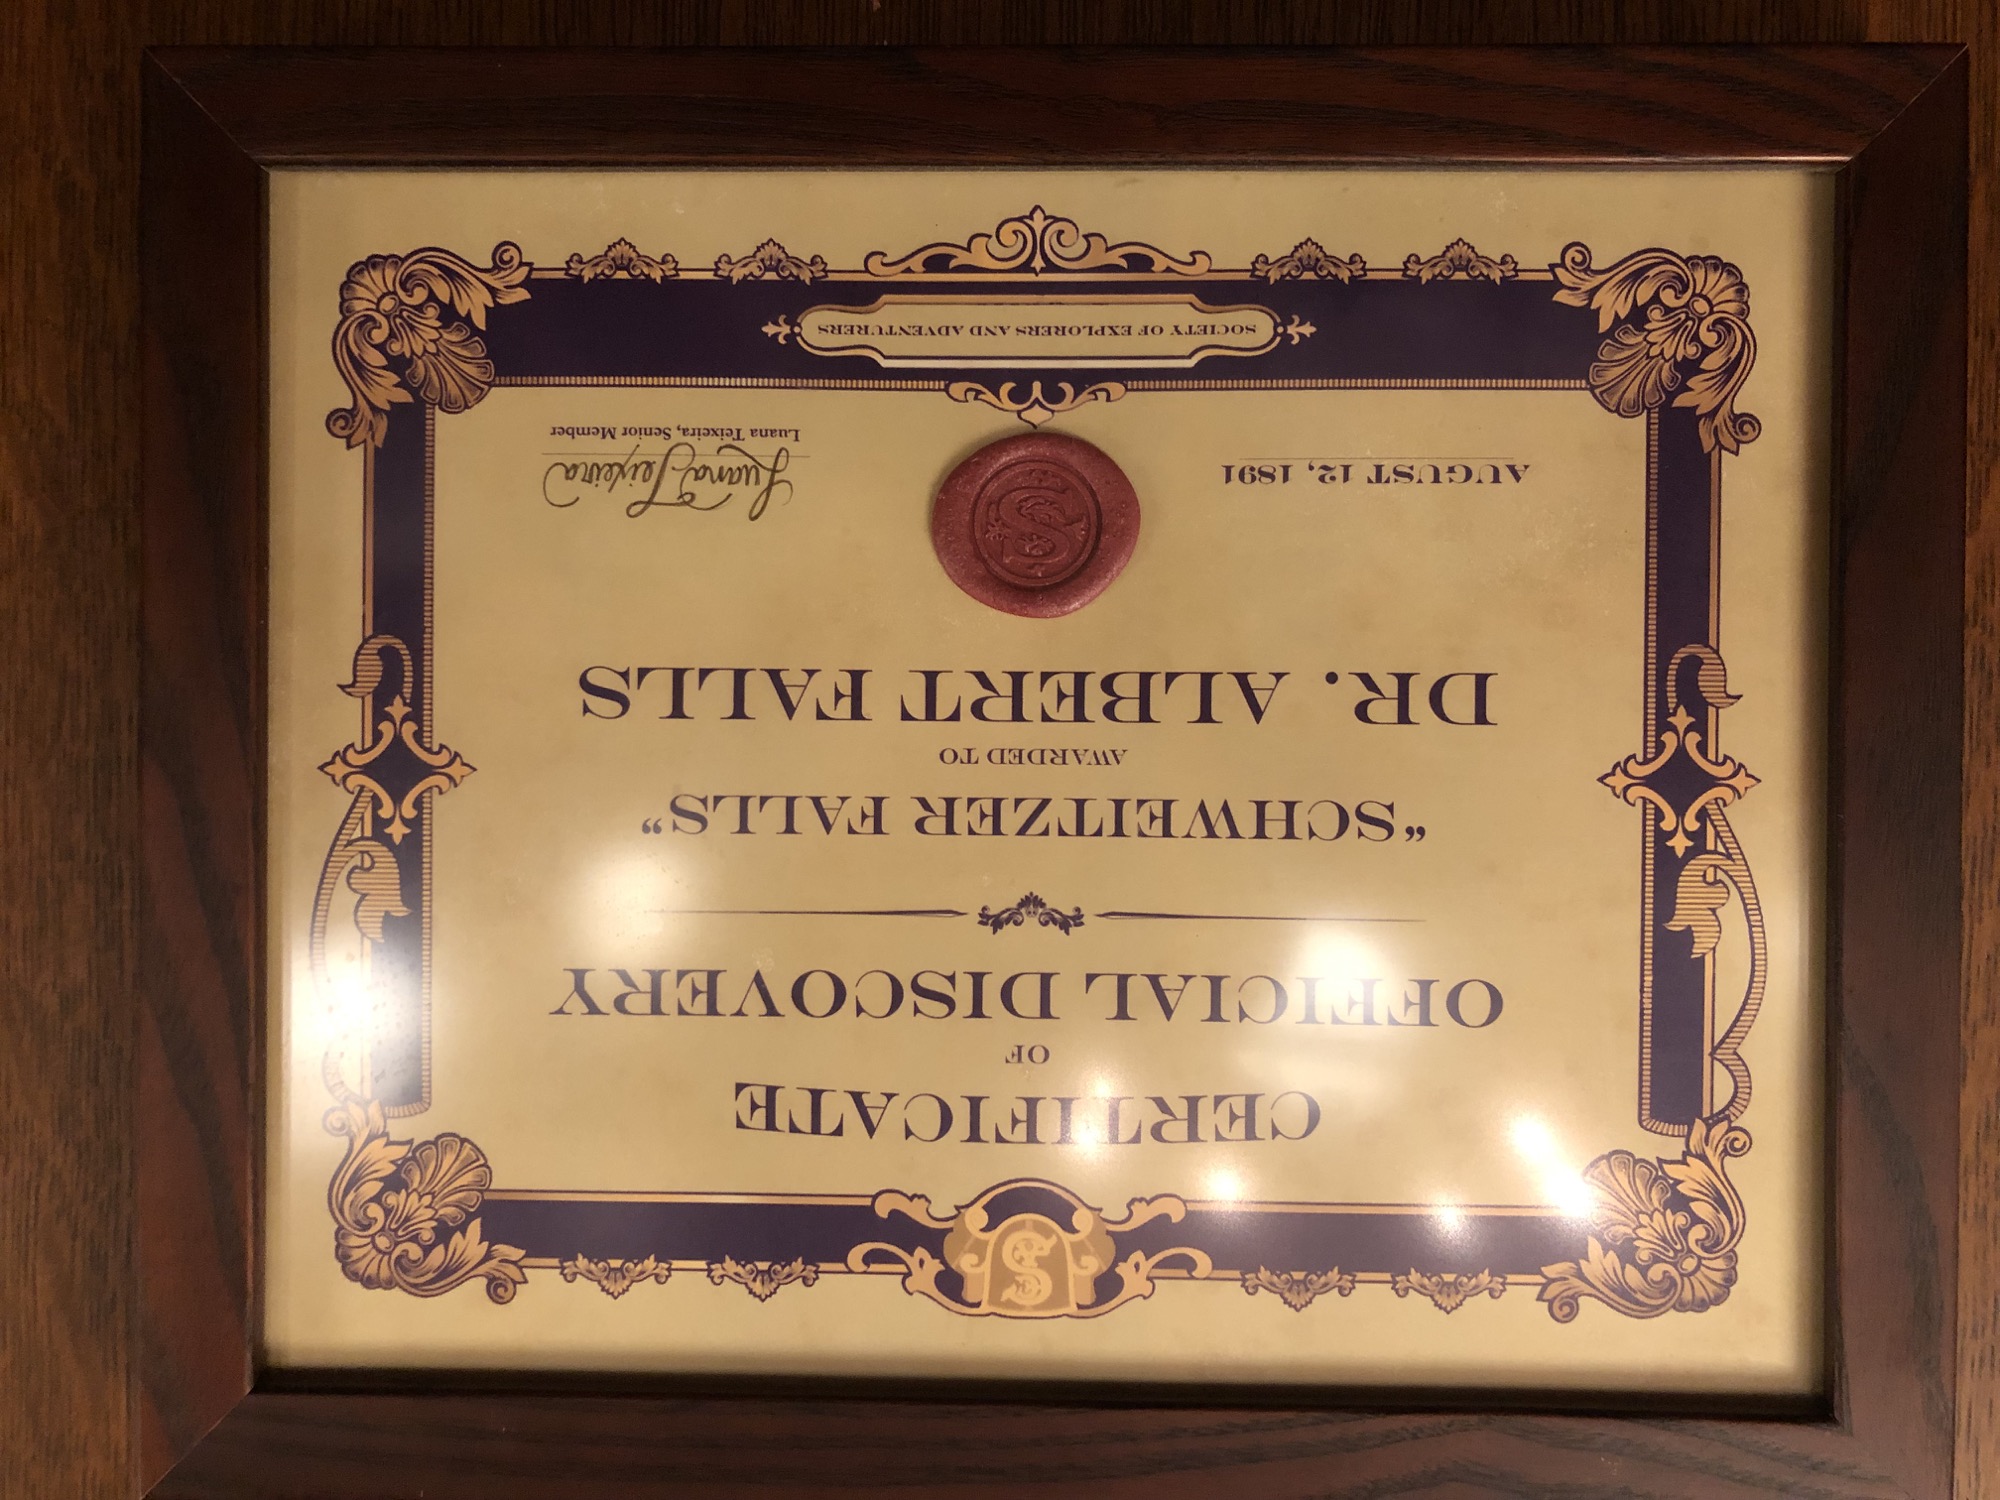 S
CERTIFICATE
OF
OFFICIAL DISCOVERY
“SCHWEITZER FALLS”
AWARDED TO
DR. ALBERT FALLS
S
AUGUST 12, 1891
Luana Teixeira
Luana Teixeira, Senior Member
SOCIETY OF EXPLORERS AND ADVENTURERS